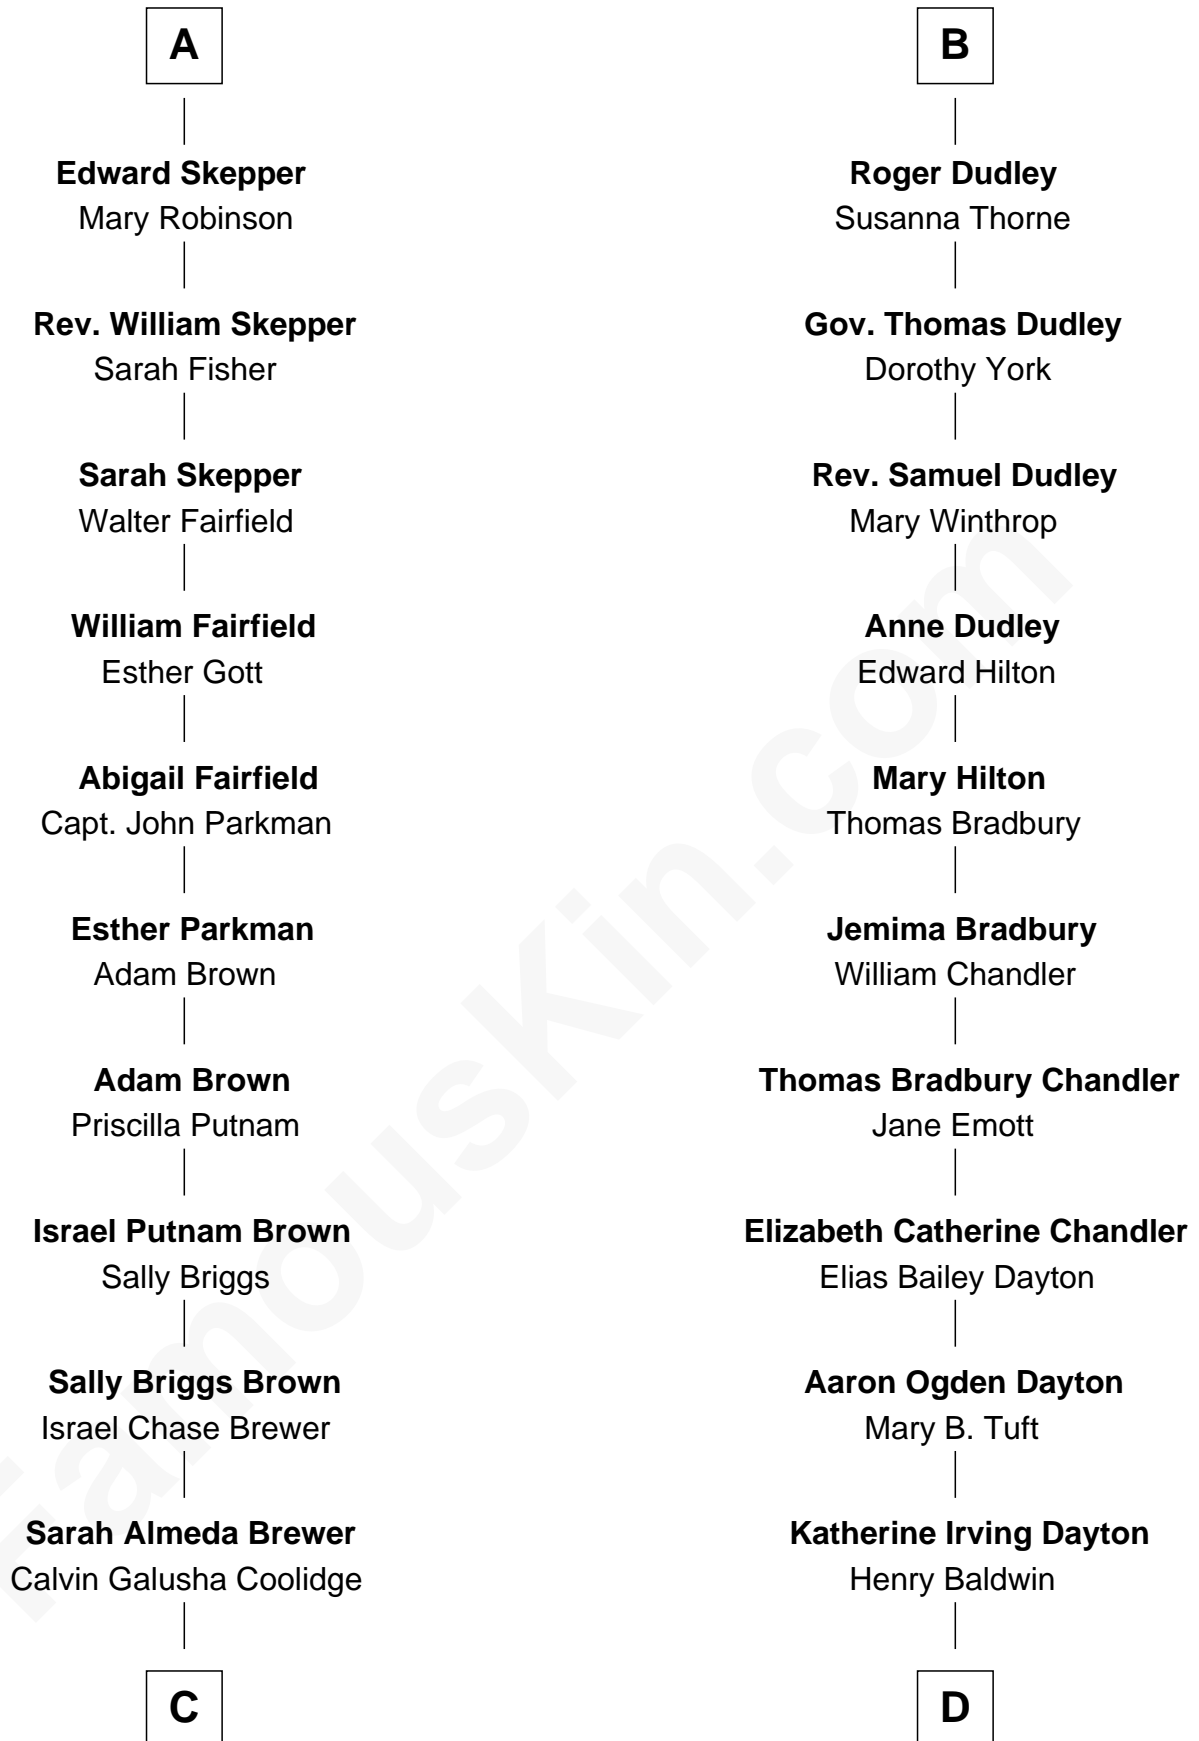 A
Edward Skepper
Mary Robinson
Rev. William Skepper
Sarah Fisher
Sarah Skepper
Walter Fairfield
William Fairfield
Esther Gott
Abigail Fairfield
Capt. John Parkman
Esther Parkman
Adam Brown
Adam Brown
Priscilla Putnam
Israel Putnam Brown
Sally Briggs
Sally Briggs Brown
Israel Chase Brewer
Sarah Almeda Brewer
Calvin Galusha Coolidge
C
B
Roger Dudley
Susanna Thorne
Gov. Thomas Dudley
Dorothy York
Rev. Samuel Dudley
Mary Winthrop
Anne Dudley
Edward Hilton
Mary Hilton
Thomas Bradbury
Jemima Bradbury
William Chandler
Thomas Bradbury Chandler
Jane Emott
Elizabeth Catherine Chandler
Elias Bailey Dayton
Aaron Ogden Dayton
Mary B. Tuft
Katherine Irving Dayton
Henry Baldwin
D
FamousKin.com